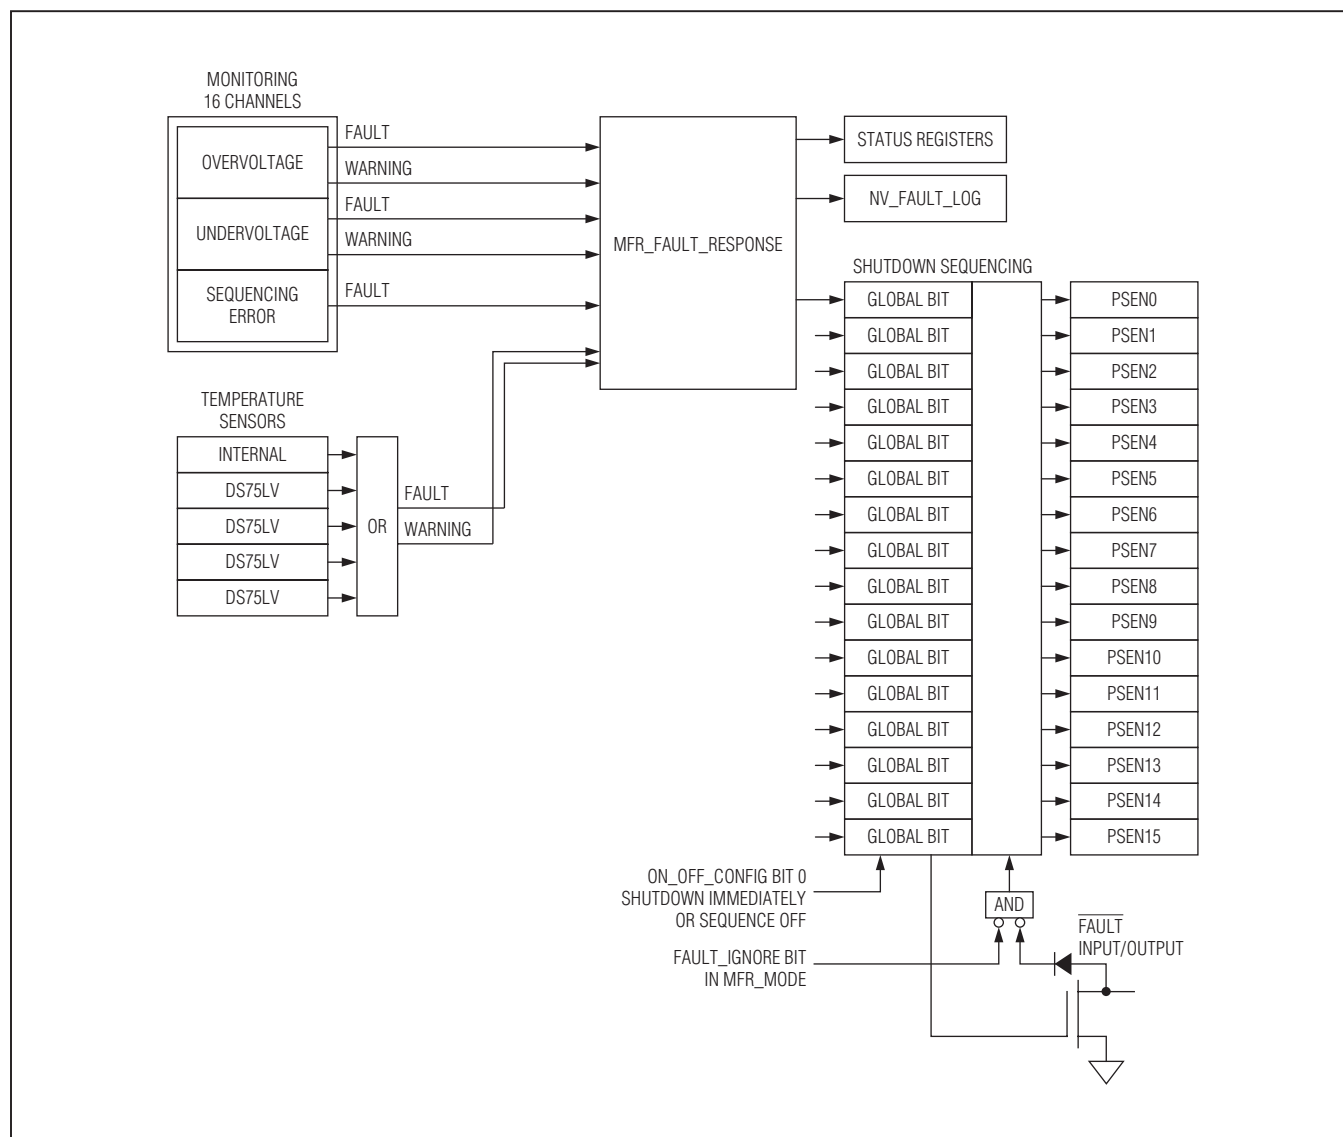 MONITORING
16 CHANNELS
OVERVOLTAGE
FAULT
WARNING
UNDERVOLTAGE
FAULT
WARNING
SEQUENCING
ERROR
FAULT
MFR_FAULT_RESPONSE
STATUS REGISTERS
NV_FAULT_LOG
TEMPERATURE
SENSORS
INTERNAL
DS75LV
DS75LV
DS75LV
DS75LV
OR
FAULT
WARNING
SHUTDOWN SEQUENCING
GLOBAL BIT PSEN0
GLOBAL BIT PSEN1
GLOBAL BIT PSEN2
GLOBAL BIT PSEN3
GLOBAL BIT PSEN4
GLOBAL BIT PSEN5
GLOBAL BIT PSEN6
GLOBAL BIT PSEN7
GLOBAL BIT PSEN8
GLOBAL BIT PSEN9
GLOBAL BIT PSEN10
GLOBAL BIT PSEN11
GLOBAL BIT PSEN12
GLOBAL BIT PSEN13
GLOBAL BIT PSEN14
GLOBAL BIT PSEN15
ON_OFF_CONFIG BIT 0
SHUTDOWN IMMEDIATELY
OR SEQUENCE OFF
AND
FAULT_IGNORE BIT
IN MFR_MODE
FAULT
INPUT/OUTPUT